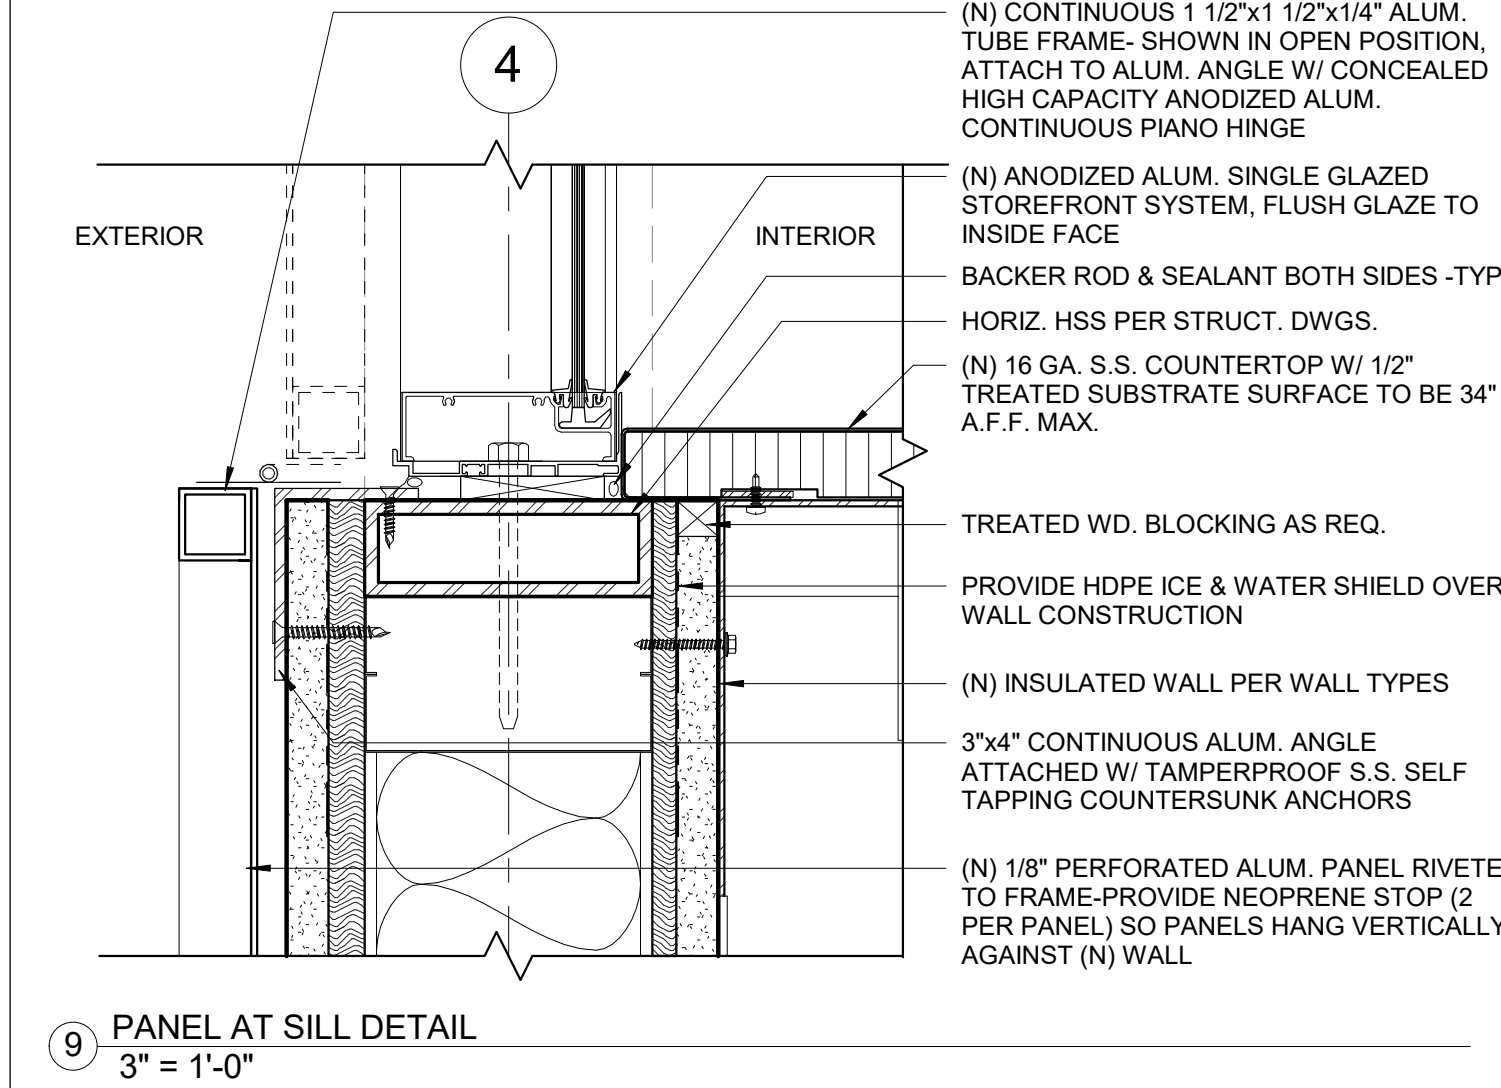 (N) CONTINUOUS 1 1/2"x1 1/2"x1/4" ALUM.
TUBE FRAME- SHOWN IN OPEN POSITION,
ATTACH TO ALUM. ANGLE W/ CONCEALED
HIGH CAPACITY ANODIZED ALUM.
CONTINUOUS PIANO HINGE
4
(N) ANODIZED ALUM. SINGLE GLAZED
STOREFRONT SYSTEM, FLUSH GLAZE TO
INSIDE FACE
EXTERIOR
INTERIOR
BACKER ROD & SEALANT BOTH SIDES -TYP
HORIZ. HSS PER STRUCT. DWGS.
(N) 16 GA. S.S. COUNTERTOP W/ 1/2"
TREATED SUBSTRATE SURFACE TO BE 34"
A.F.F. MAX.
TREATED WD. BLOCKING AS REQ.
PROVIDE HDPE ICE & WATER SHIELD OVER
WALL CONSTRUCTION
(N) INSULATED WALL PER WALL TYPES
3"x4" CONTINUOUS ALUM. ANGLE
ATTACHED W/ TAMPERPROOF S.S. SELF
TAPPING COUNTERSUNK ANCHORS
(N) 1/8" PERFORATED ALUM. PANEL RIVETE
TO FRAME-PROVIDE NEOPRENE STOP (2
PER PANEL) SO PANELS HANG VERTICALLY
AGAINST (N) WALL
9 PANEL AT SILL DETAIL
3" = 1'-0"